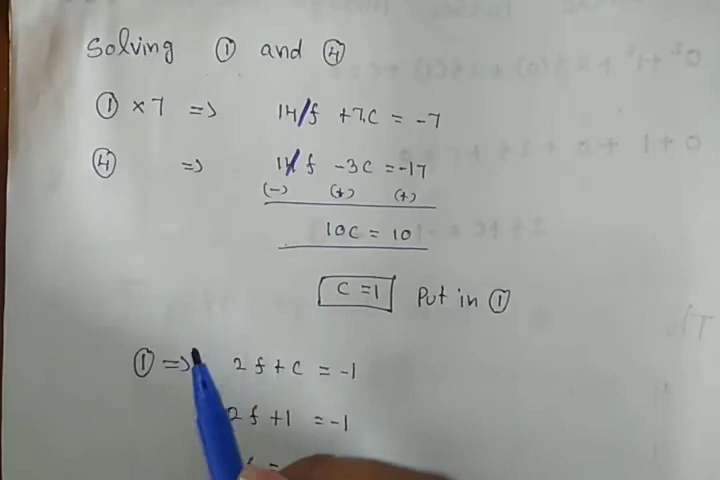 Solving ① and ④
① × 7 => 14f + 7C = -7
④ => 14f - 3C = -17
(-) (+) (+)
10C = 10
C = 1 Put in ①
① => 2f + C = -1
2f + 1 = -1
f =